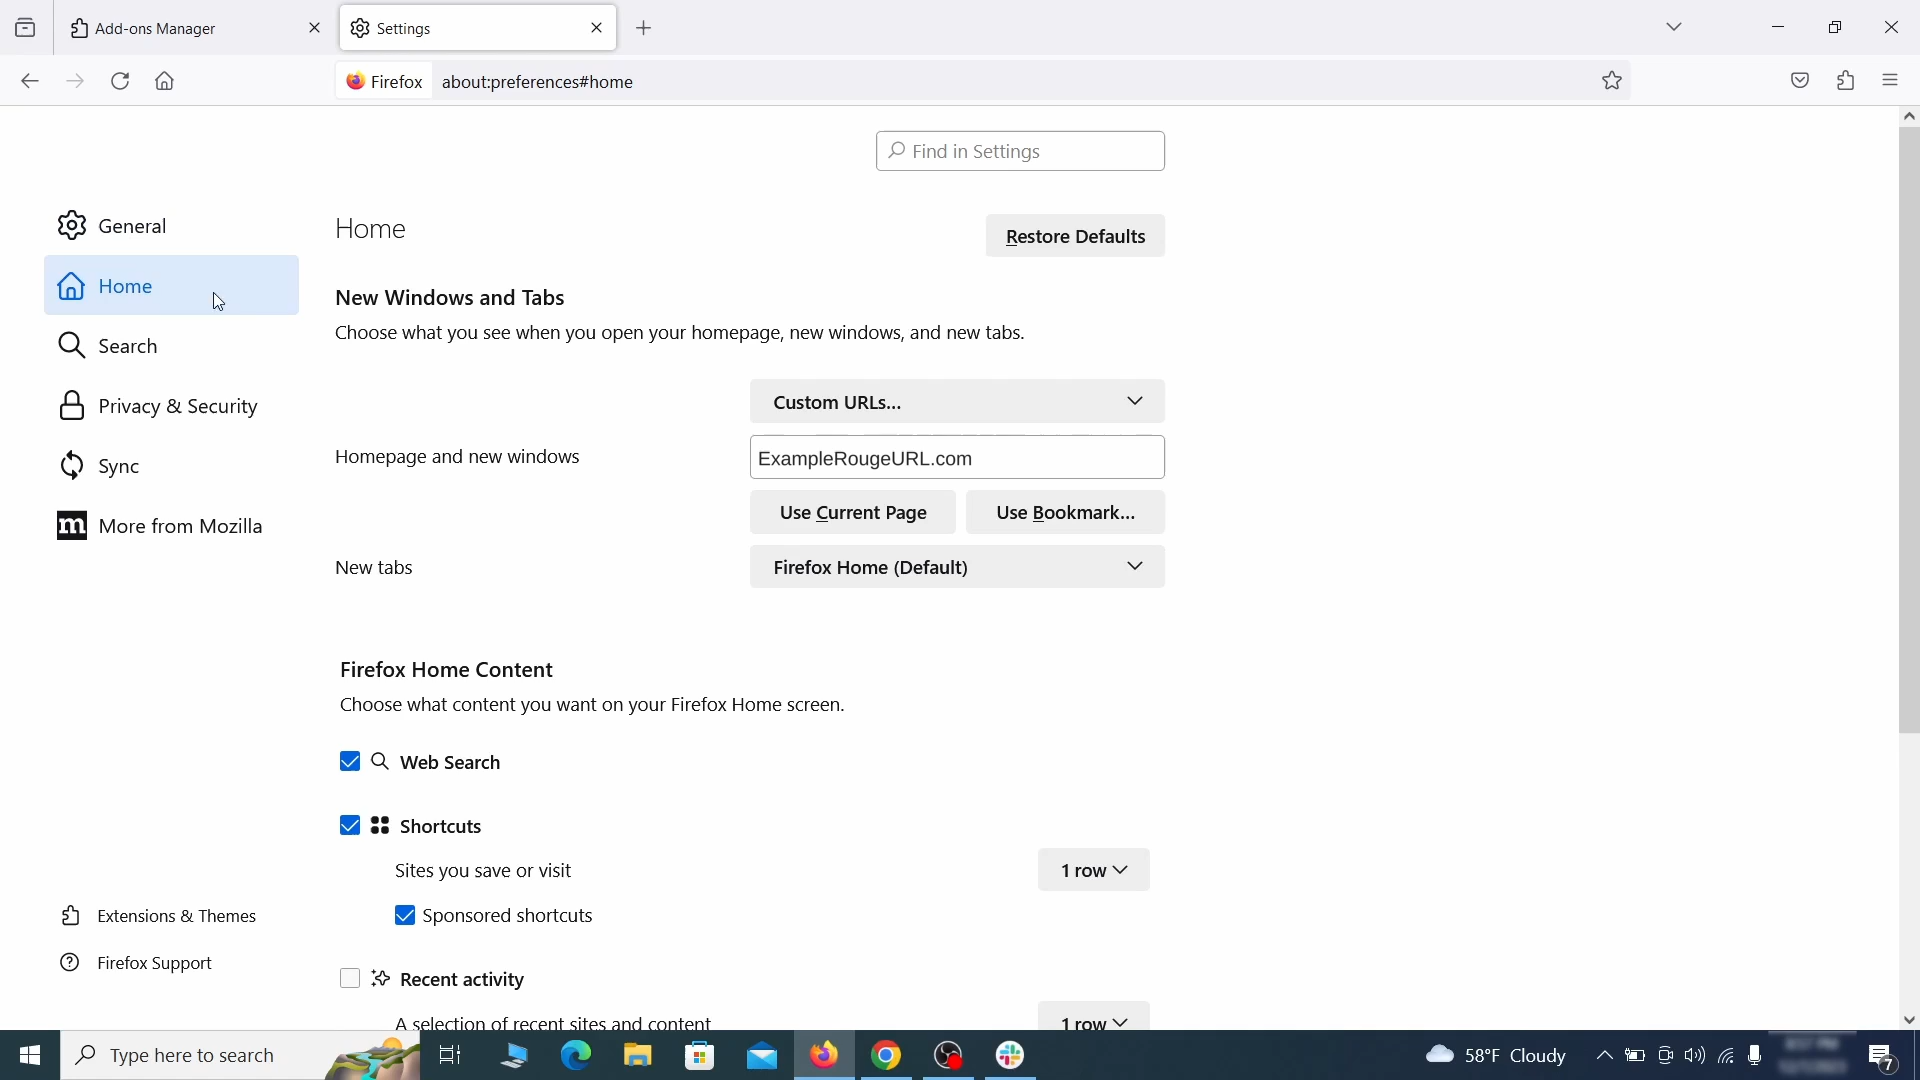 Add-ons Manager
Settings
Firefox
about:preferences#home
Find in Settings
General
Home
Search
Privacy & Security
Sync
More from Mozilla
Extensions & Themes
Firefox Support
Home
Restore Defaults
New Windows and Tabs
Choose what you see when you open your homepage, new windows, and new tabs.
Custom URLs...
Homepage and new windows
ExampleRougeURL.com
Use Current Page
Use Bookmark...
New tabs
Firefox Home (Default)
Firefox Home Content
Choose what content you want on your Firefox Home screen.
Web Search
Shortcuts
Sites you save or visit
1 row
Sponsored shortcuts
Recent activity
A selection of recent sites and content
1 row
Type here to search
58°F Cloudy
7